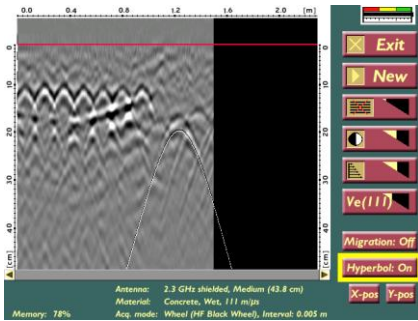 0.0 0.4 0.8 1.2 1.6 2.0 [m]
0 0
10 10
20 20
30 30
40 40
[cm] [cm]
Exit
New
Ve(111)
Migration: Off
Hyperbol: On
X-pos Y-pos
Antenna: 2.3 GHz shielded, Medium (43.8 cm)
Material: Concrete, Wet, 111 m/µs
Memory: 78% Acq. mode: Wheel (HF Black Wheel), Interval: 0.005 m